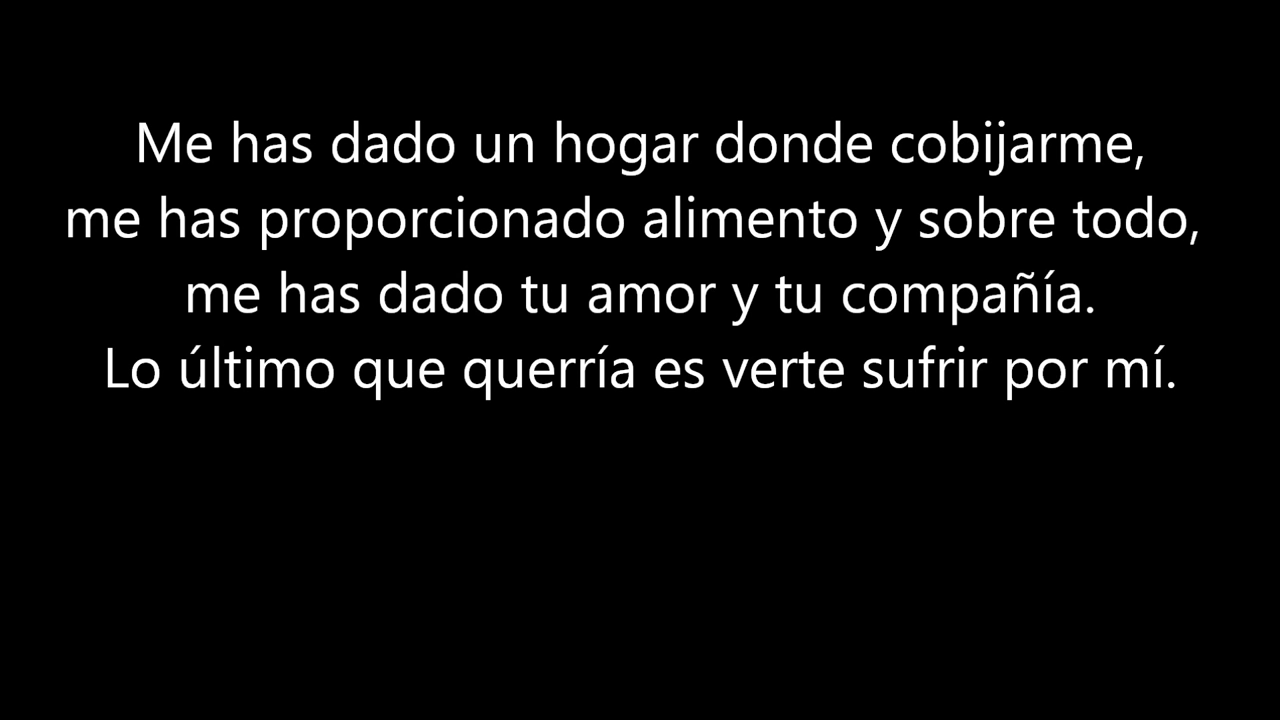 Me has dado un hogar donde cobijarme,
me has proporcionado alimento y sobre todo,
me has dado tu amor y tu compañía.
Lo último que querría es verte sufrir por mí.